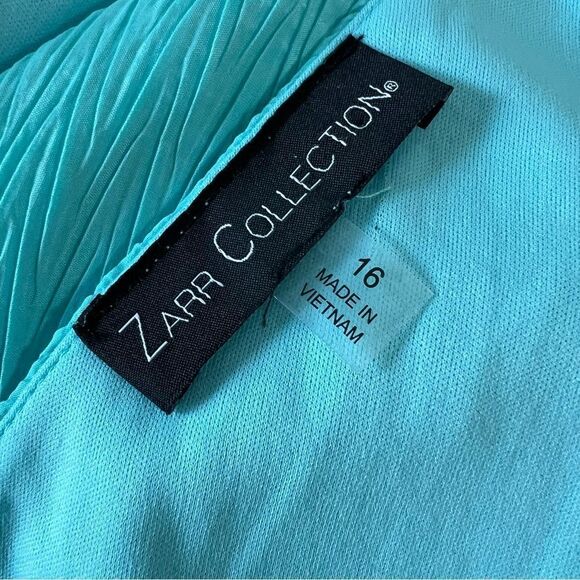 ZARR COLLECTION®
16
MADE IN
VIETNAM